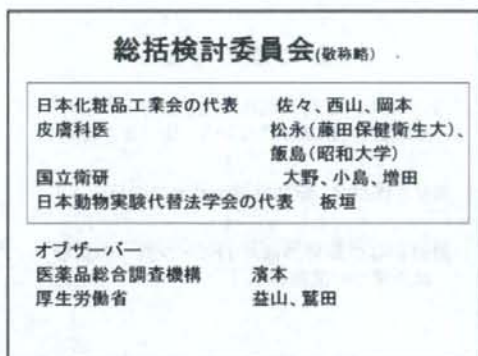 総括検討委員会(敬称略)
日本化粧品工業会の代表 佐々、西山、岡本
皮膚科医 松永(藤田保健衛生大)、
飯島(昭和大学)
国立衛研 大野、小島、増田
日本動物実験代替法学会の代表 板垣
オブザーバー
医薬品総合調査機構 濱本
厚生労働省 益山、鷲田